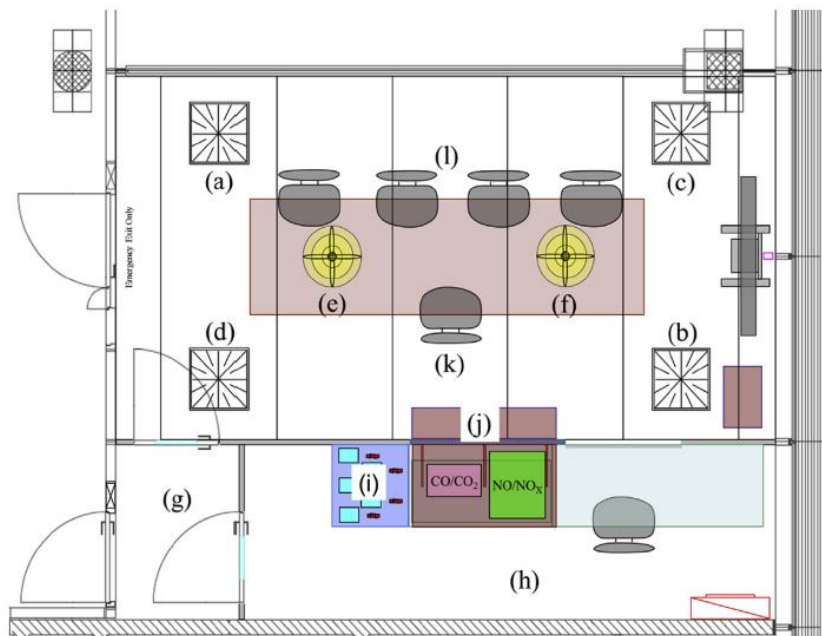 (l)
(a)
(c)
Emergency Exit Only
(e)
(f)
(d)
(b)
(k)
(j)
(i)
CO/CO₂
NO/NOₓ
(g)
(h)